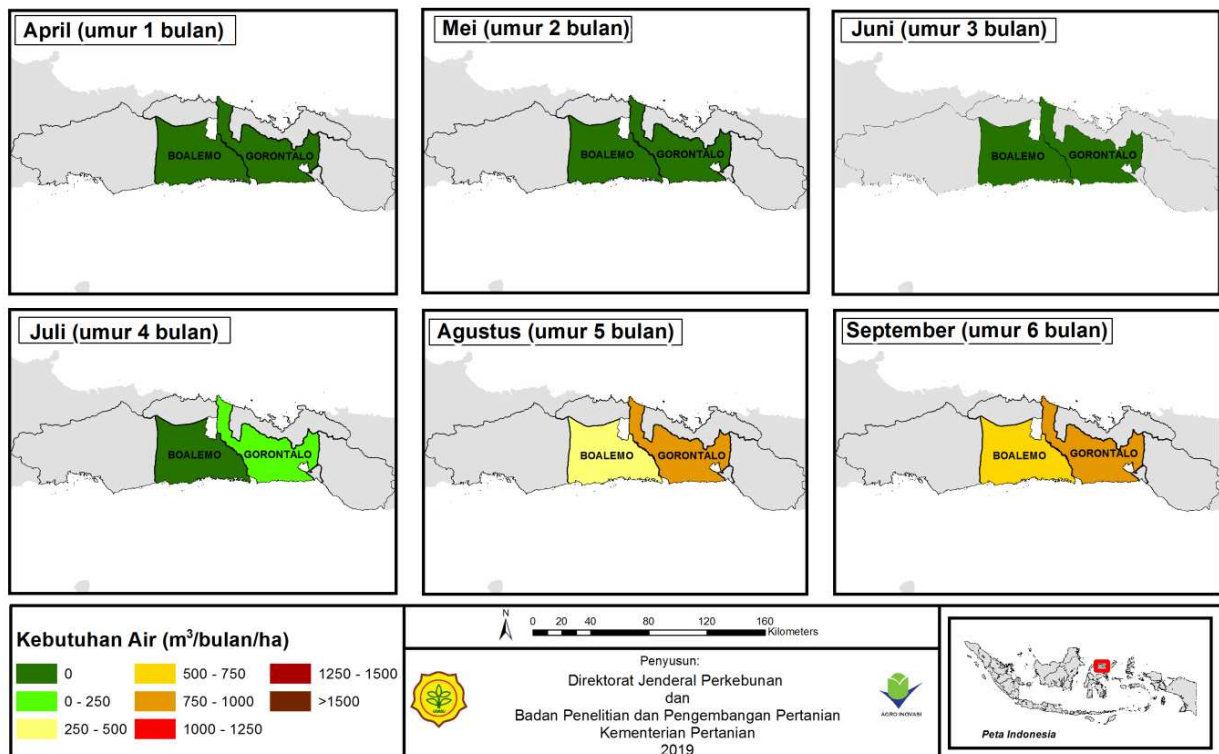 April (umur 1 bulan)
BOALEMO
GORONTALO
Mei (umur 2 bulan)
BOALEMO
GORONTALO
Juni (umur 3 bulan)
BOALEMO
GORONTALO
Juli (umur 4 bulan)
BOALEMO
GORONTALO
Agustus (umur 5 bulan)
BOALEMO
GORONTALO
September (umur 6 bulan)
BOALEMO
GORONTALO
Kebutuhan Air (m³/bulan/ha)
0
0 - 250
250 - 500
500 - 750
750 - 1000
1000 - 1250
1250 - 1500
>1500
N
0 20 40 80 120 160
Kilometers
Penyusun:
Direktorat Jenderal Perkebunan
dan
Badan Penelitian dan Pengembangan Pertanian
Kementerian Pertanian
2019
AGRO INOVASI
Peta Indonesia